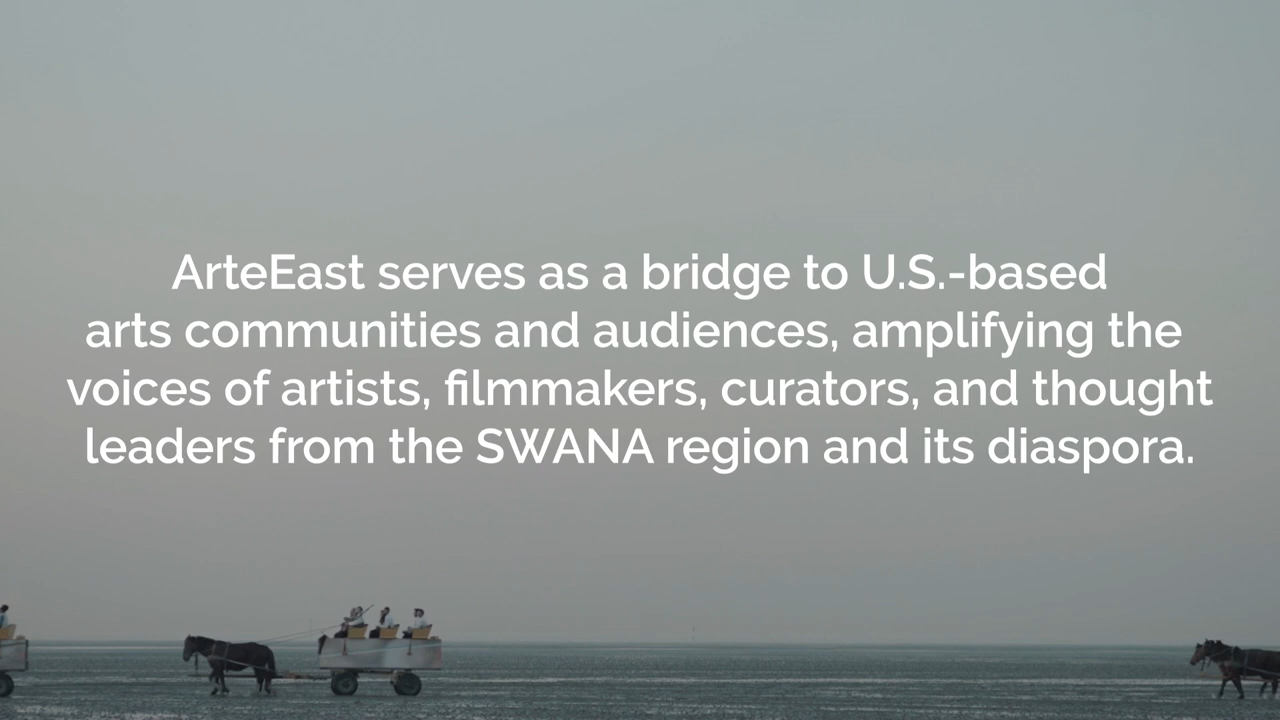 ArteEast serves as a bridge to U.S.-based
arts communities and audiences, amplifying the
voices of artists, filmmakers, curators, and thought
leaders from the SWANA region and its diaspora.